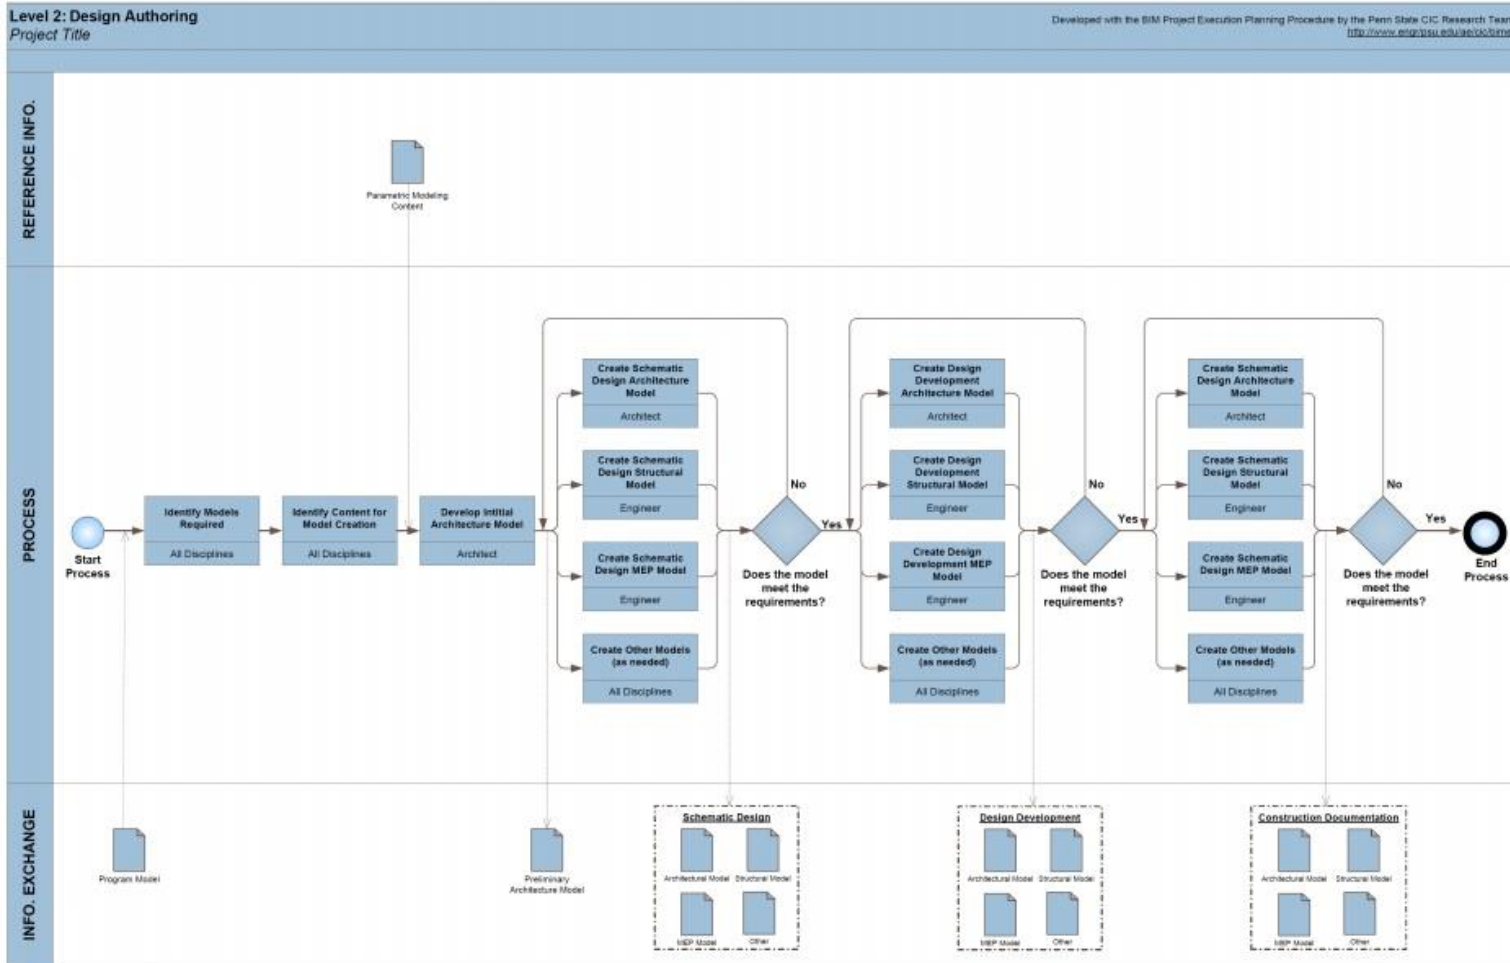 Level 2: Design Authoring
Project Title
Developed with the BIM Project Execution Planning Procedure by the Penn State CIC Research Team
http://www.engr.psu.edu/ae/cic/bimex
REFERENCE INFO.
Parametric Modeling
Content
PROCESS
Start
Process
Identify Models
Required
All Disciplines
Identify Content for
Model Creation
All Disciplines
Develop Intitial
Architecture Model
Architect
Create Schematic
Design Architecture
Model
Architect
Create Schematic
Design Structural
Model
Engineer
Create Schematic
Design MEP Model
Engineer
Create Other Models
(as needed)
All Disciplines
No
Yes
Does the model
meet the
requirements?
Create Design
Development
Architecture Model
Architect
Create Design
Development
Structural Model
Engineer
Create Design
Development MEP
Model
Engineer
Create Other Models
(as needed)
All Disciplines
No
Yes
Does the model
meet the
requirements?
Create Schematic
Design Architecture
Model
Architect
Create Schematic
Design Structural
Model
Engineer
Create Schematic
Design MEP Model
Engineer
Create Other Models
(as needed)
All Disciplines
No
Yes
Does the model
meet the
requirements?
End
Process
INFO. EXCHANGE
Program Model
Preliminary
Architecture Model
Schematic Design
Architectural Model
Structural Model
MEP Model
Other
Design Development
Architectural Model
Structural Model
MEP Model
Other
Construction Documentation
Architectural Model
Structural Model
MEP Model
Other